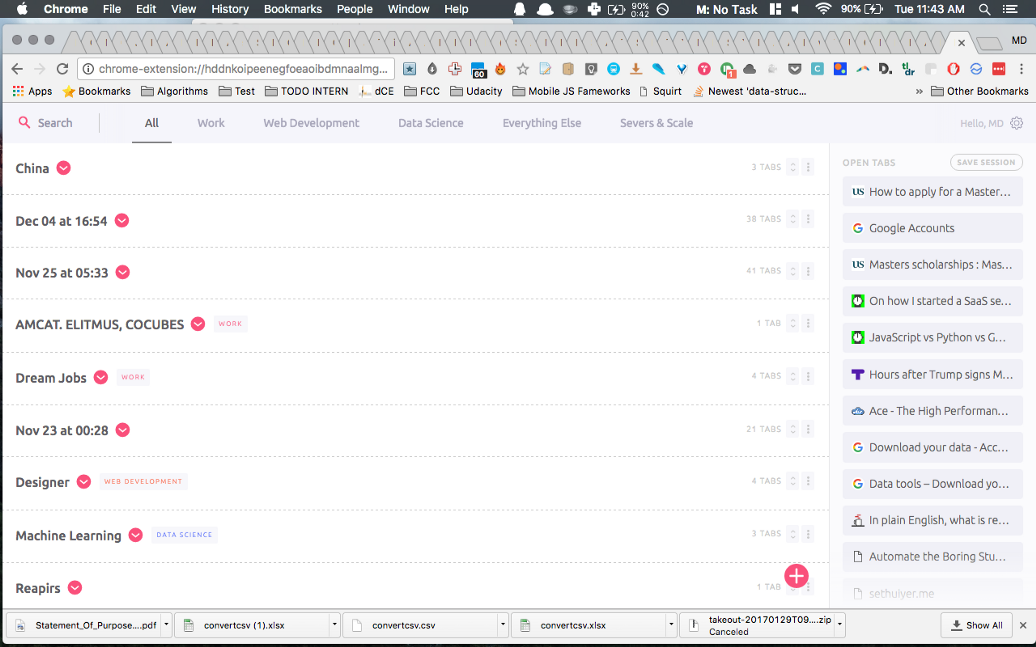 Chrome File Edit View History Bookmarks People Window Help 90% 0:42 M: No Task 90% Tue 11:43 AM
MD
chrome-extension://hddnkoipeenegfoeaoibdmnaalmg... 60 1 D. tl;dr
Apps Bookmarks Algorithms Test TODO INTERN dCE FCC Udacity Mobile JS Fameworks Squirt Newest 'data-struc... » Other Bookmarks
Search All Work Web Development Data Science Everything Else Severs & Scale Hello, MD
China 3 TABS
Dec 04 at 16:54 38 TABS
Nov 25 at 05:33 41 TABS
AMCAT. ELITMUS, COCUBES WORK 1 TAB
Dream Jobs WORK 4 TABS
Nov 23 at 00:28 21 TABS
Designer WEB DEVELOPMENT 4 TABS
Machine Learning DATA SCIENCE 3 TABS
Reapirs 1 TAB
OPEN TABS SAVE SESSION
US How to apply for a Master...
Google Accounts
US Masters scholarships : Mas...
On how I started a SaaS se...
JavaScript vs Python vs G...
Hours after Trump signs M...
Ace - The High Performan...
Download your data - Acc...
Data tools – Download yo...
In plain English, what is re...
Automate the Boring Stu...
sethuiyer.me
Statement_Of_Purpose....pdf convertcsv (1).xlsx convertcsv.csv convertcsv.xlsx takeout-20170129T09....zip
Canceled
Show All